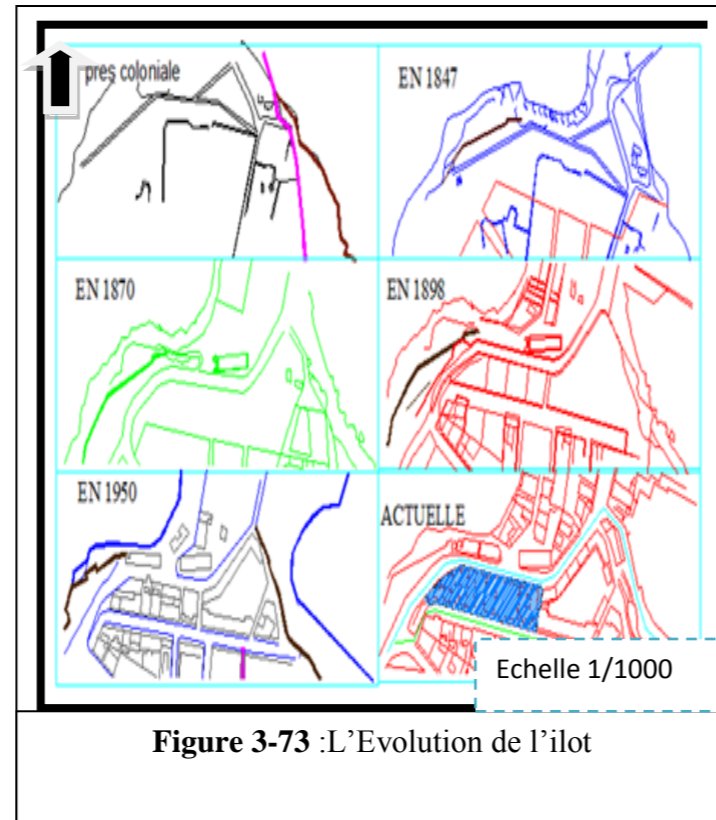 pres coloniale
EN 1847
EN 1870
EN 1898
EN 1950
ACTUELLE
Echelle 1/1000
Figure 3-73 :L’Evolution de l’ilot